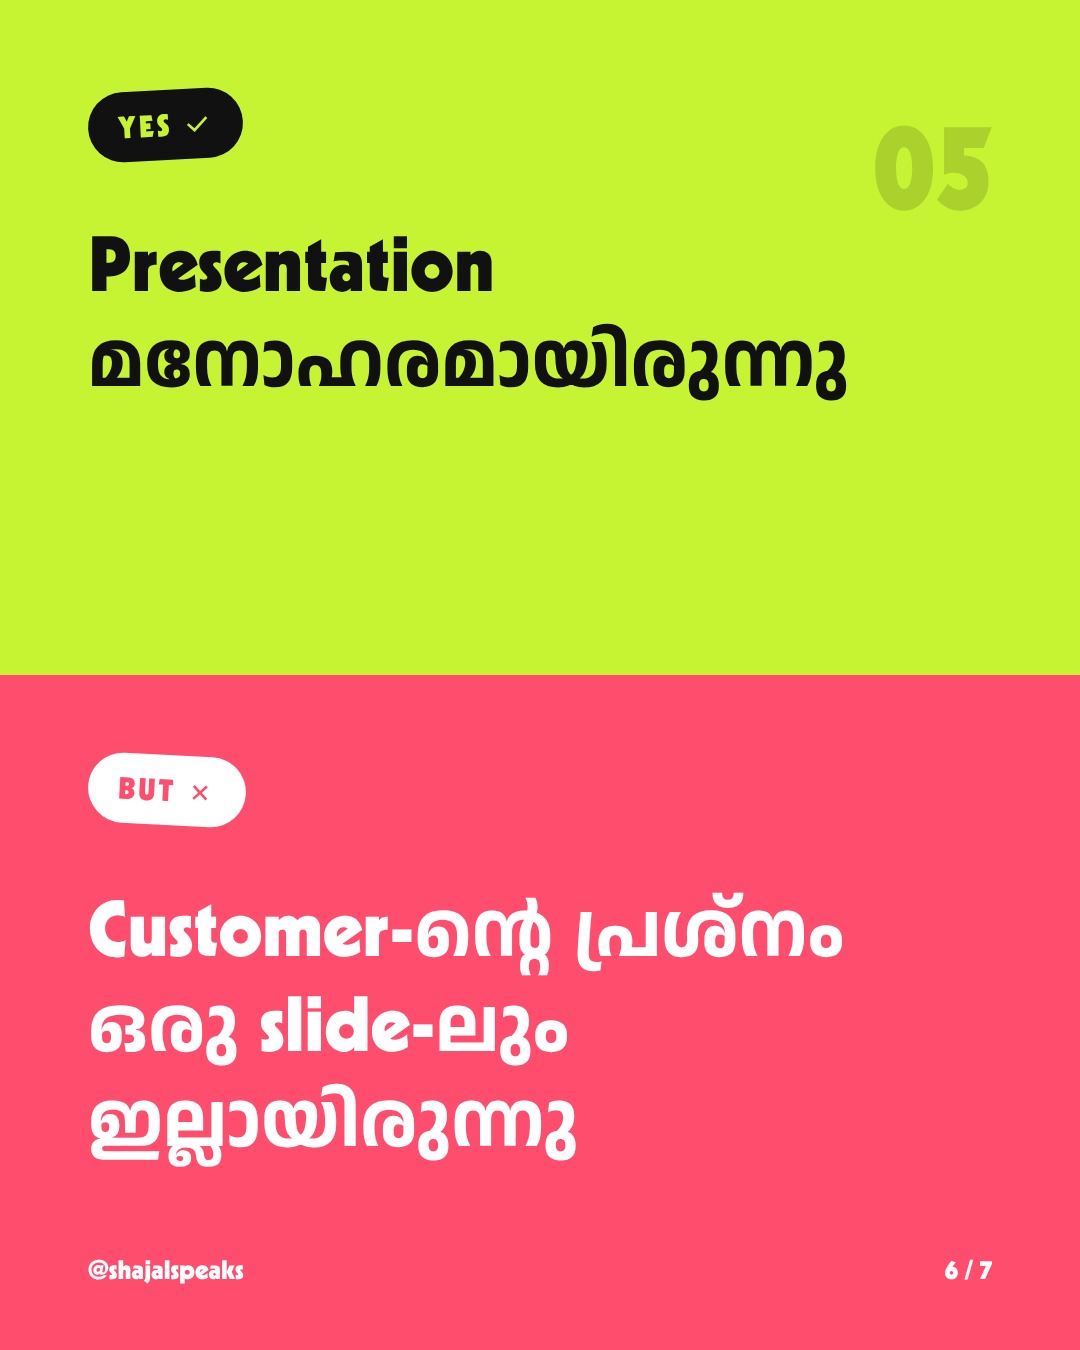 YES ✓
05
Presentation
മനോഹരമായിരുന്നു
BUT ×
Customer-ന്റെ പ്രശ്നം
ഒരു slide-ലും
ഇല്ലായിരുന്നു
@shajalspeaks
6 / 7